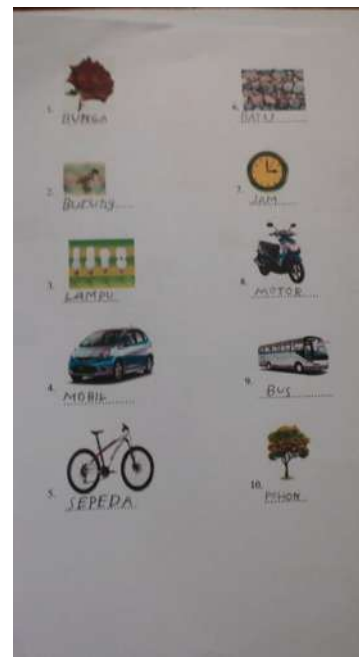 1. BUNGA
2. Burung
3. LAMPU
4. MOBIL
5. SEPEDA
6. BATU
7. JAM
8. MOTOR
9. BUS
10. POHON